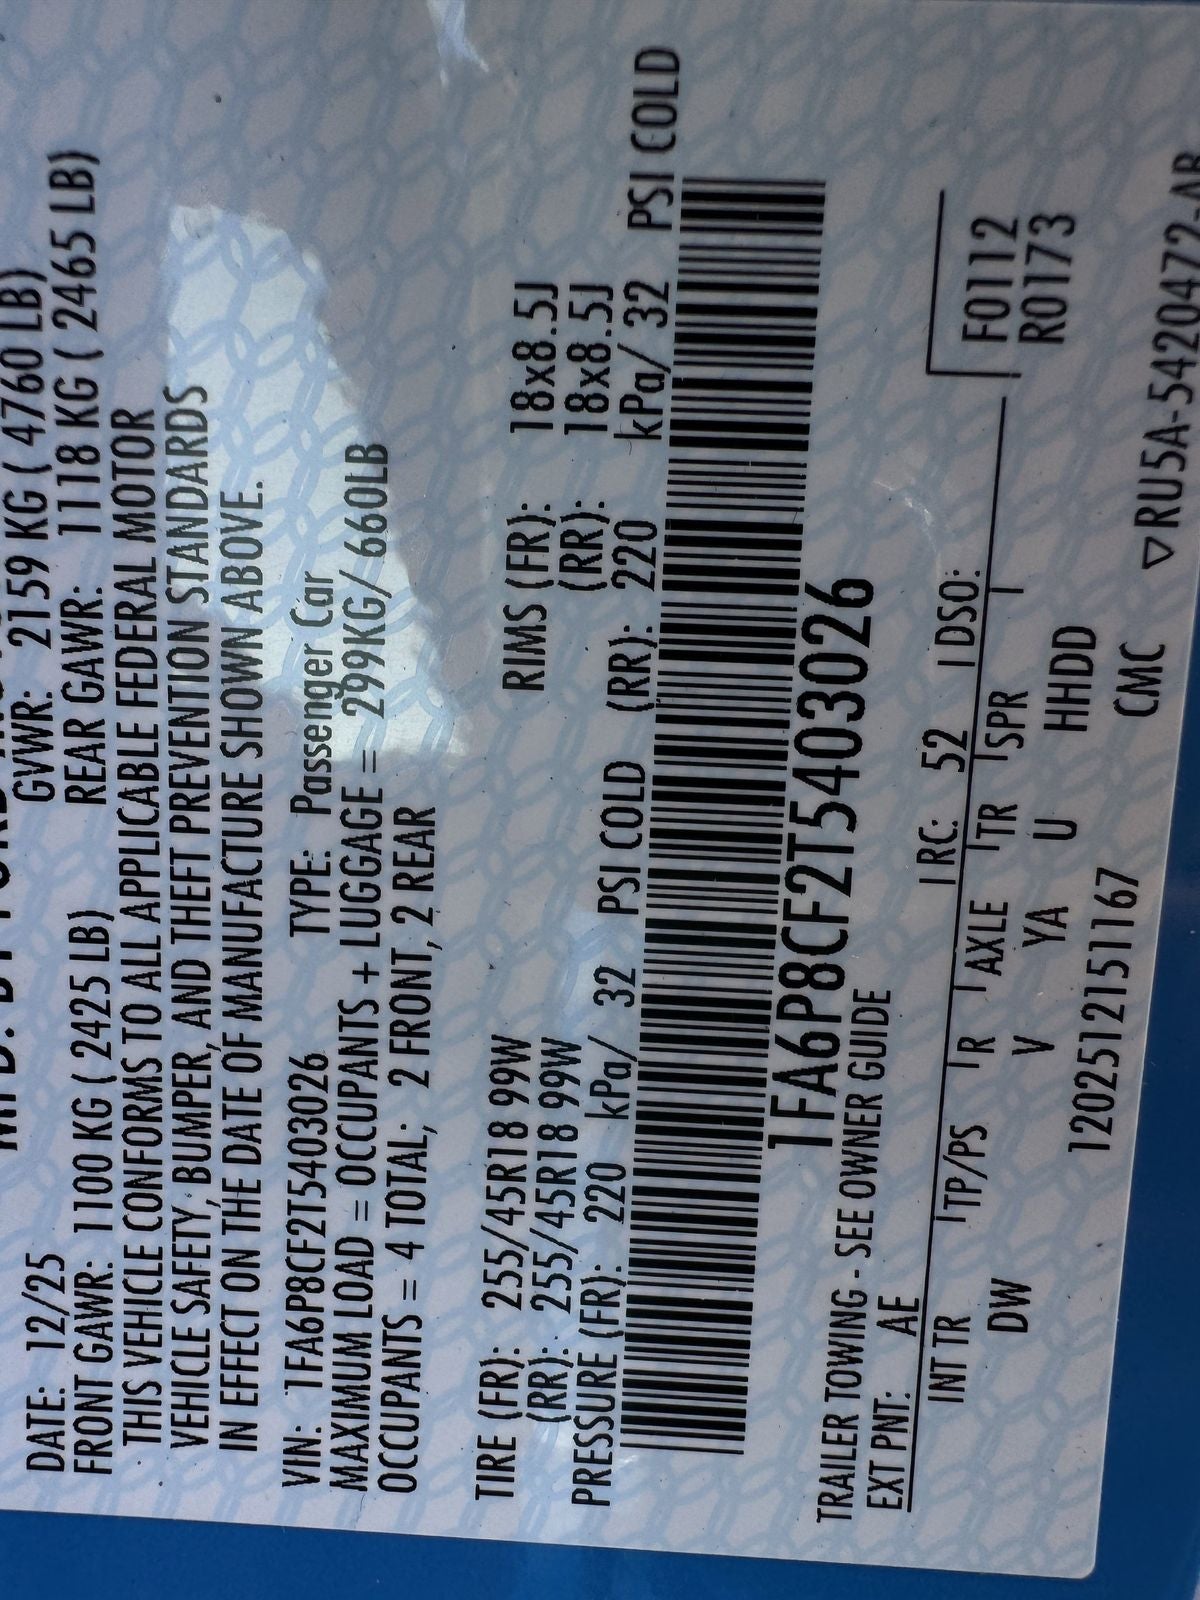 DATE: 12/25 GVWR: 2159 KG ( 4760 LB)
FRONT GAWR: 1100 KG ( 2425 LB) REAR GAWR: 1118 KG ( 2465 LB)
THIS VEHICLE CONFORMS TO ALL APPLICABLE FEDERAL MOTOR
VEHICLE SAFETY, BUMPER, AND THEFT PREVENTION STANDARDS
IN EFFECT ON THE DATE OF MANUFACTURE SHOWN ABOVE.
VIN: 1FA6P8CF2T5403026 TYPE: Passenger Car
MAXIMUM LOAD = OCCUPANTS + LUGGAGE = 299KG/ 660LB
OCCUPANTS = 4 TOTAL; 2 FRONT, 2 REAR
TIRE (FR): 255/45R18 99W RIMS (FR): 18x8.5J
(RR): 255/45R18 99W (RR): 18x8.5J
PRESSURE (FR): 220 kPa/ 32 PSI COLD (RR): 220 kPa/ 32 PSI COLD
1FA6P8CF2T5403026
TRAILER TOWING - SEE OWNER GUIDE
EXT PNT: AE RC: 52 DSO:
F0112
INT TR TP/PS R AXLE TR SPR
R0173
DW V YA U HHDD
1202512151167
CMC ▽RU5A-5420472-AB